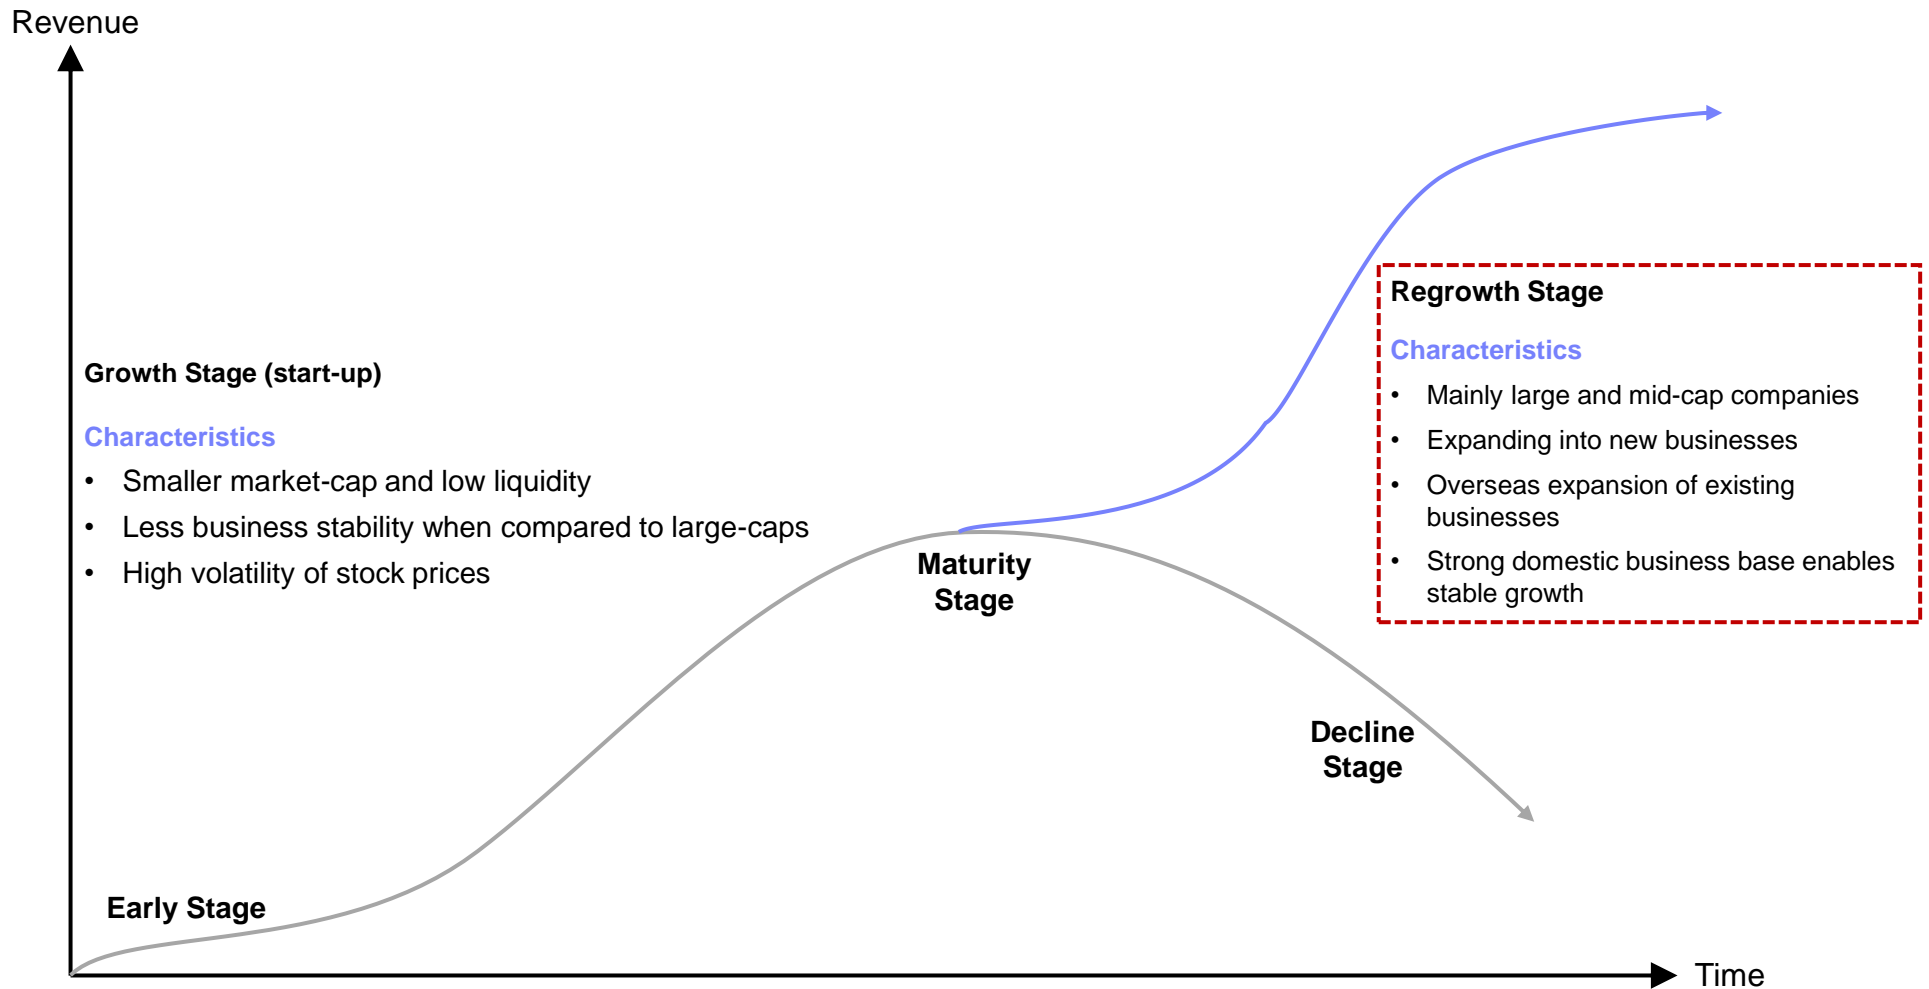 Revenue
Growth Stage (start-up)
Characteristics
• Smaller market-cap and low liquidity
• Less business stability when compared to large-caps
• High volatility of stock prices
Early Stage
Maturity
Stage
Decline
Stage
Regrowth Stage
Characteristics
• Mainly large and mid-cap companies
• Expanding into new businesses
• Overseas expansion of existing
businesses
• Strong domestic business base enables
stable growth
Time